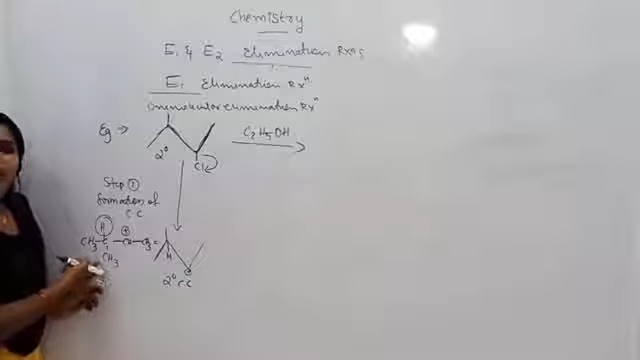 Chemistry
E₁ & E₂ Elimination Rxns
E₁ Elimination Rxⁿ
Unimolecular elimination Rxⁿ
Eg ⇒
C₂H₅OH
2°
Cl
Step ①
formation of
C.C
H
CH₃-C-CH-CH₃ =
⊕
CH₃
H
⊕
2° C.C